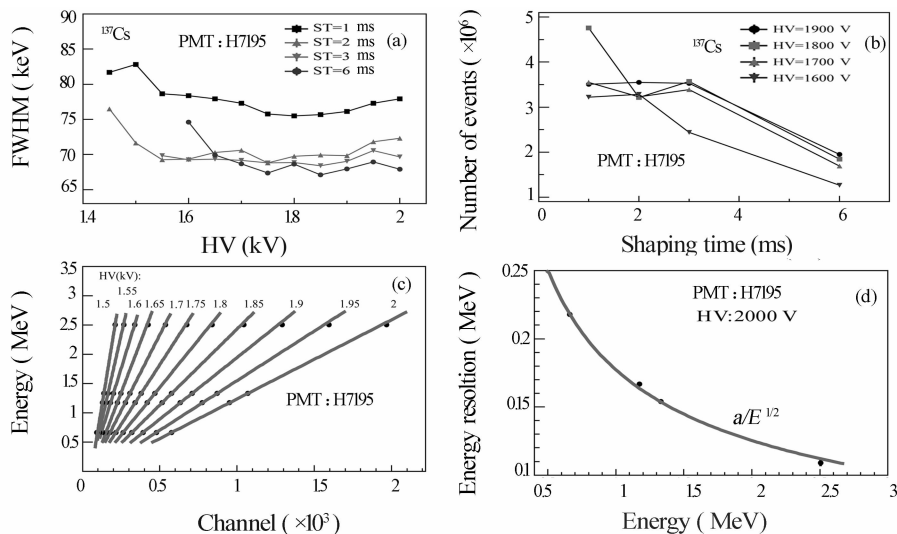 90
85
80
75
70
65
FWHM (keV)
¹³⁷Cs
PMT : H7195
(a)
ST=1 ms
ST=2 ms
ST=3 ms
ST=6 ms
1.4 1.6 1.8 2
HV (kV)
6
5
4
3
2
1
0
Number of events (×10⁶)
¹³⁷Cs
(b)
HV=1900 V
HV=1800 V
HV=1700 V
HV=1600 V
PMT : H7195
0 2 4 6
Shaping time (ms)
3.5
3
2.5
2
1.5
1
0.5
Energy ( MeV)
HV(kV):
1.5 1.55 1.6 1.65 1.7 1.75 1.8 1.85 1.9 1.95 2
(c)
PMT : H7195
0 0.5 1 1.5 2
Channel ( ×10³)
0.25
0.2
0.15
01
Energy resoltion ( MeV)
PMT : H7195
HV:2000 V
(d)
a/E ¹/²
0.5 1 1.5 2 2.5 3
Energy ( MeV)